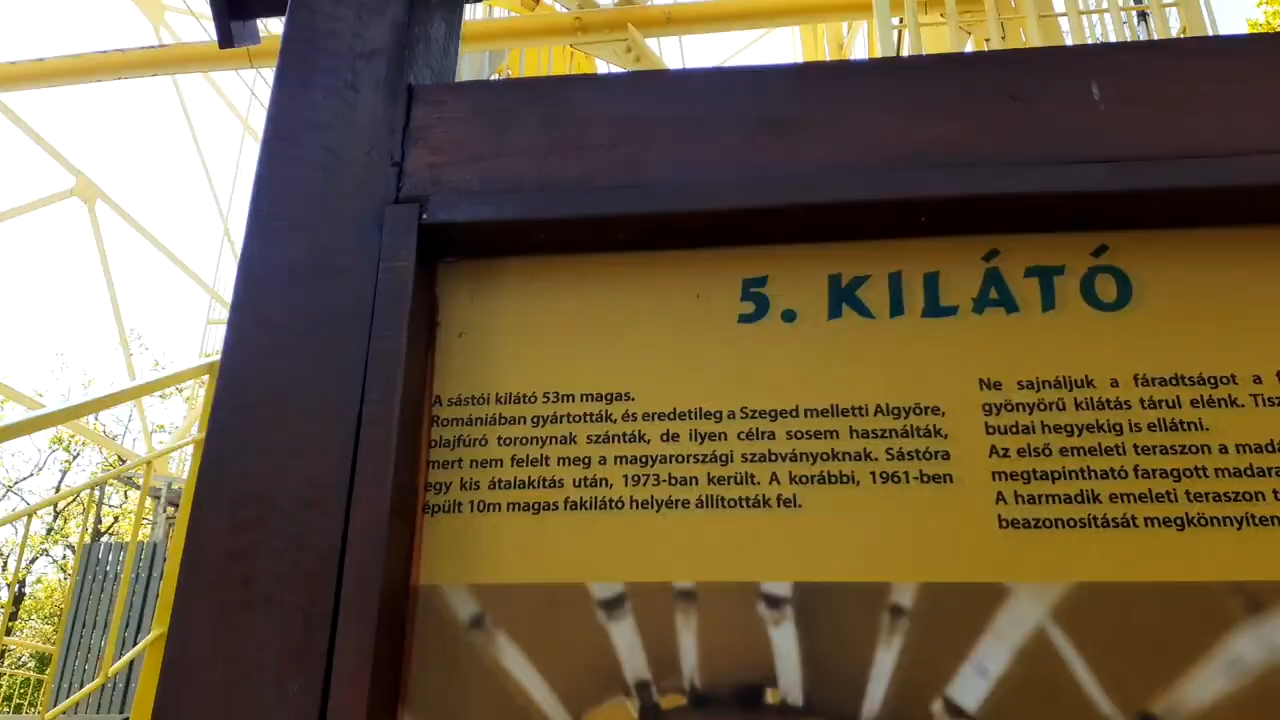 5. KILÁTÓ
A sástói kilátó 53m magas.
Romániában gyártották, és eredetileg a Szeged melletti Algyőre,
olajfúró toronynak szánták, de ilyen célra sosem használták,
mert nem felelt meg a magyarországi szabványoknak. Sástóra
egy kis átalakítás után, 1973-ban került. A korábbi, 1961-ben
épült 10m magas fakilátó helyére állították fel.
Ne sajnáljuk a fáradtságot a
gyönyörű kilátás tárul elénk.
budai hegyekig is ellátni.
Az első emeleti teraszon a
megtapintható faragott
A harmadik emeleti teraszon
beazonosítását